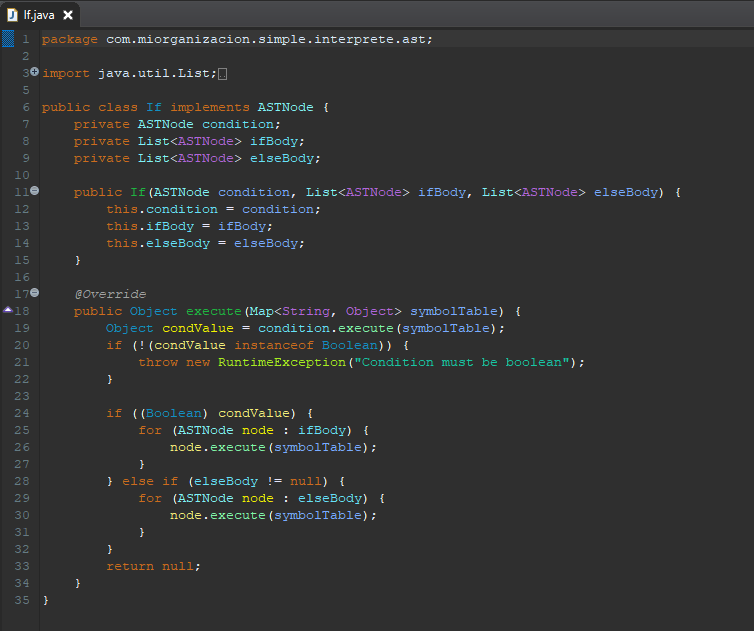 If.java
1 package com.miorganizacion.simple.interprete.ast;
2
3 import java.util.List;
5
6 public class If implements ASTNode {
7     private ASTNode condition;
8     private List<ASTNode> ifBody;
9     private List<ASTNode> elseBody;
10
11     public If(ASTNode condition, List<ASTNode> ifBody, List<ASTNode> elseBody) {
12         this.condition = condition;
13         this.ifBody = ifBody;
14         this.elseBody = elseBody;
15     }
16
17     @Override
18     public Object execute(Map<String, Object> symbolTable) {
19         Object condValue = condition.execute(symbolTable);
20         if (!(condValue instanceof Boolean)) {
21             throw new RuntimeException("Condition must be boolean");
22         }
23
24         if ((Boolean) condValue) {
25             for (ASTNode node : ifBody) {
26                 node.execute(symbolTable);
27             }
28         } else if (elseBody != null) {
29             for (ASTNode node : elseBody) {
30                 node.execute(symbolTable);
31             }
32         }
33         return null;
34     }
35 }